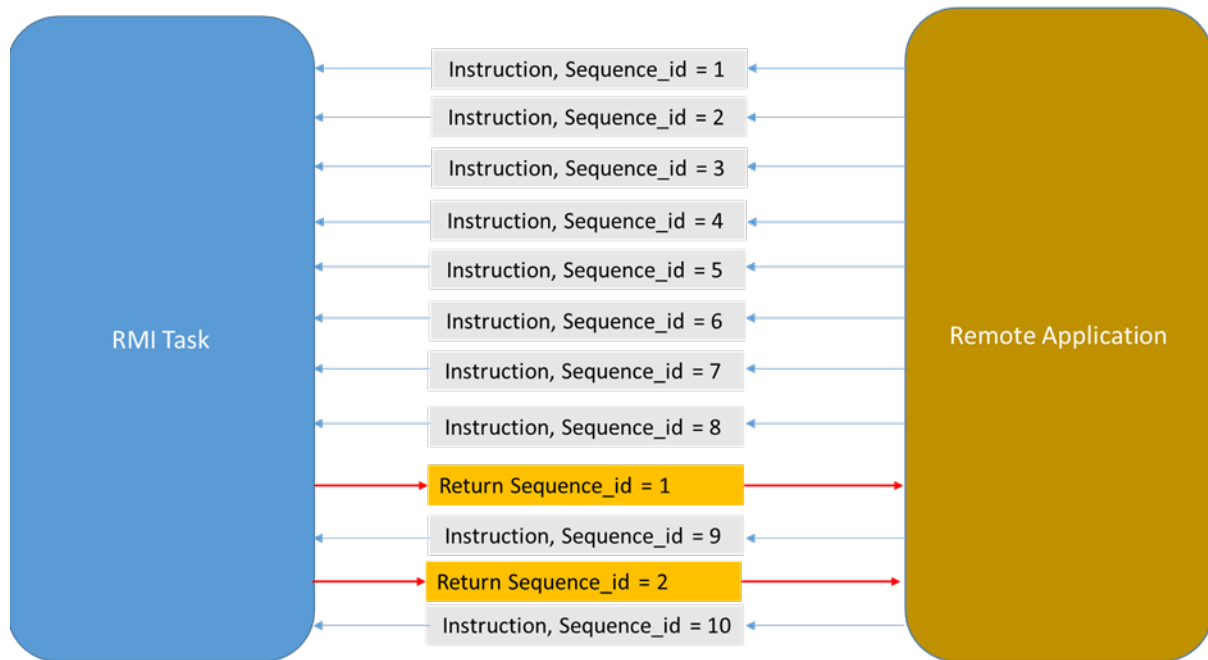 Instruction, Sequence_id = 1
Instruction, Sequence_id = 2
Instruction, Sequence_id = 3
Instruction, Sequence_id = 4
Instruction, Sequence_id = 5
Instruction, Sequence_id = 6
RMI Task
Remote Application
Instruction, Sequence_id = 7
Instruction, Sequence_id = 8
Return Sequence_id = 1
Instruction, Sequence_id = 9
Return Sequence_id = 2
Instruction, Sequence_id = 10